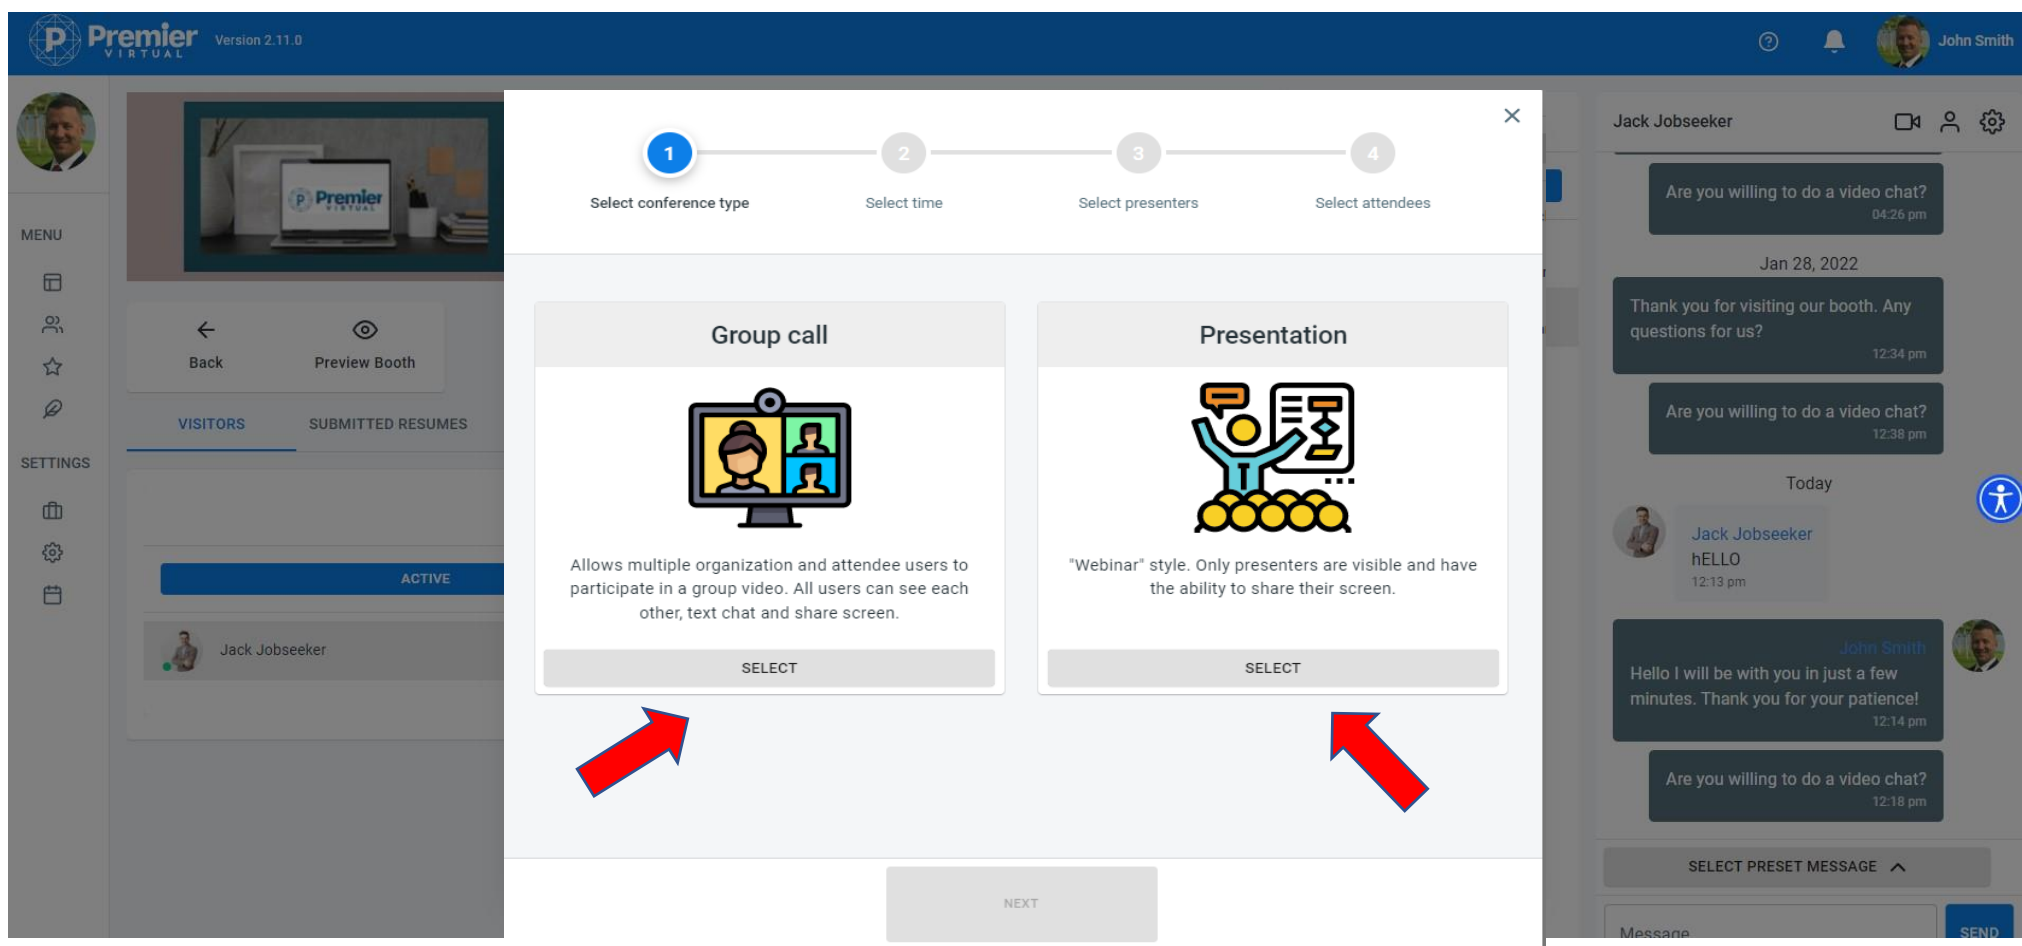 Premier
VIRTUAL
Version 2.11.0
John Smith
MENU
SETTINGS
Premier
VIRTUAL
Back
Preview Booth
VISITORS
SUBMITTED RESUMES
ACTIVE
Jack Jobseeker
1
2
3
4
Select conference type
Select time
Select presenters
Select attendees
Group call
Allows multiple organization and attendee users to
participate in a group video. All users can see each
other, text chat and share screen.
SELECT
Presentation
"Webinar" style. Only presenters are visible and have
the ability to share their screen.
SELECT
NEXT
Jack Jobseeker
Are you willing to do a video chat?
04:26 pm
Jan 28, 2022
Thank you for visiting our booth. Any
questions for us?
12:34 pm
Are you willing to do a video chat?
12:38 pm
Today
Jack Jobseeker
hELLO
12:13 pm
John Smith
Hello I will be with you in just a few
minutes. Thank you for your patience!
12:14 pm
Are you willing to do a video chat?
12:18 pm
SELECT PRESET MESSAGE
Message
SEND